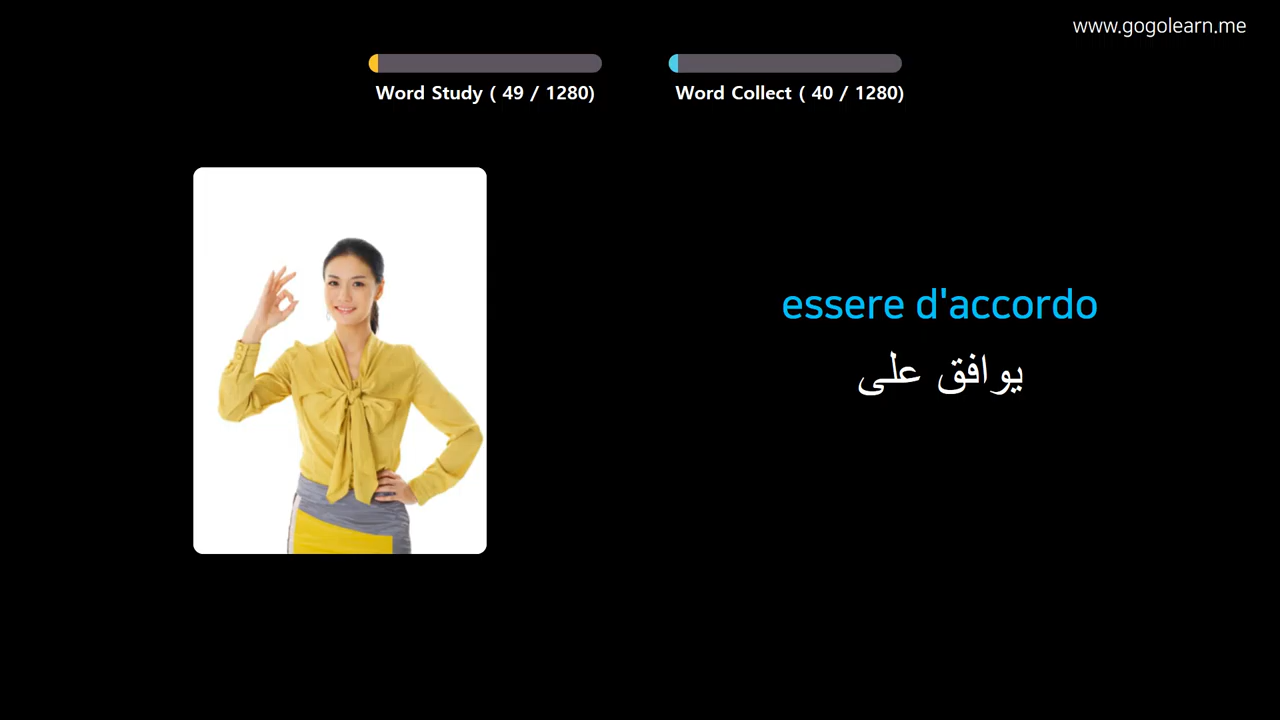 www.gogolearn.me
Word Study ( 49 / 1280)
Word Collect ( 40 / 1280)
essere d'accordo
يوافق على